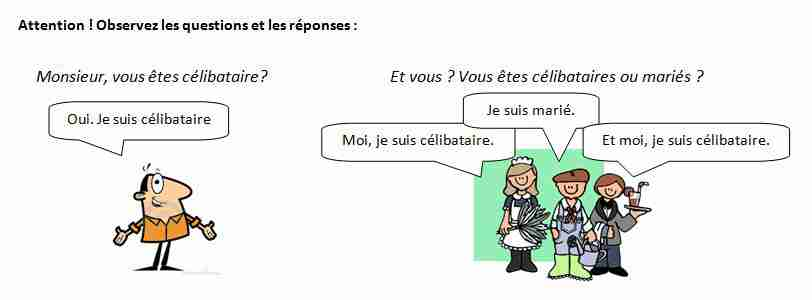 Attention ! Observez les questions et les réponses :
Monsieur, vous êtes célibataire?
Et vous ? Vous êtes célibataires ou mariés ?
Oui. Je suis célibataire
Je suis marié.
Moi, je suis célibataire.
Et moi, je suis célibataire.